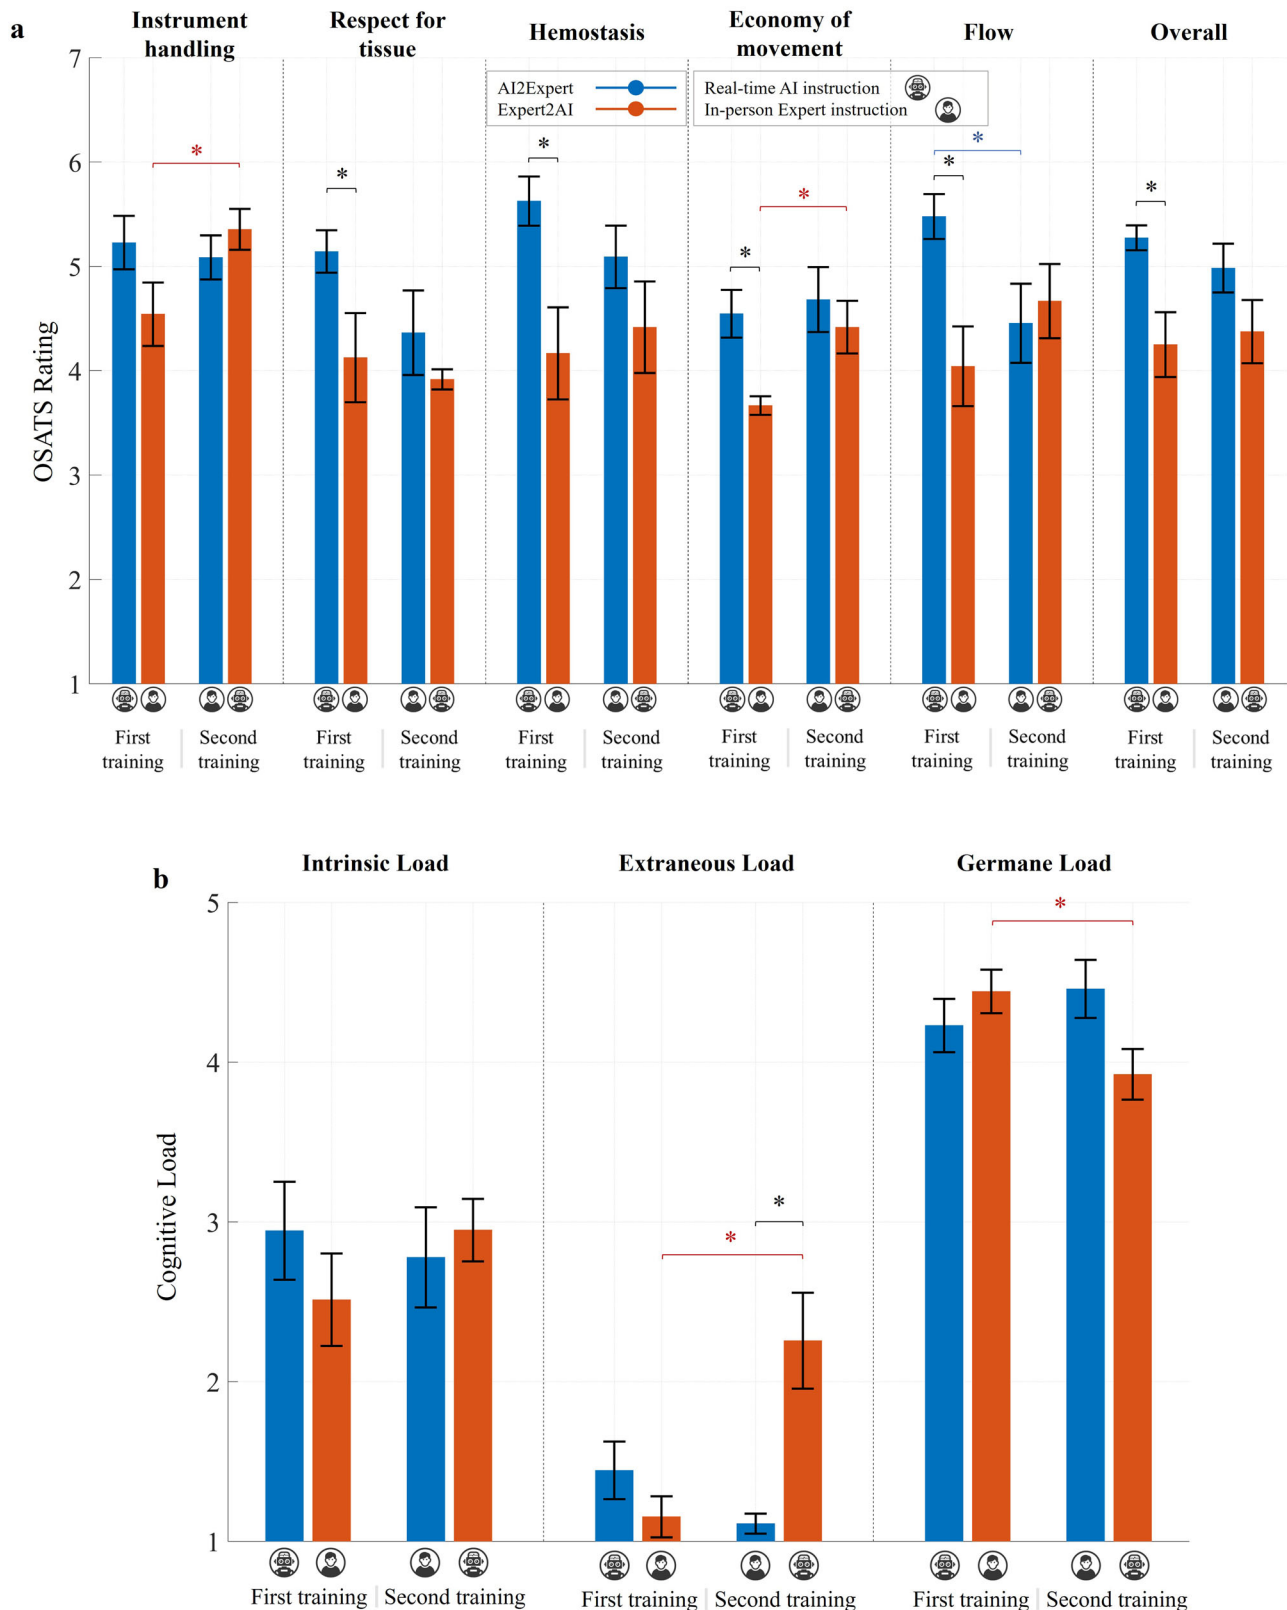 a
Instrument
handling
Respect for
tissue
Hemostasis
Economy of
movement
Flow
Overall
AI2Expert
Expert2AI
Real-time AI instruction
In-person Expert instruction
7
6
5
4
3
2
1
OSATS Rating
*
*
*
*
*
*
*
*
First
training
Second
training
First
training
Second
training
First
training
Second
training
First
training
Second
training
First
training
Second
training
First
training
Second
training
b
Intrinsic Load
Extraneous Load
Germane Load
5
4
3
2
1
Cognitive Load
*
*
*
First training
Second training
First training
Second training
First training
Second training